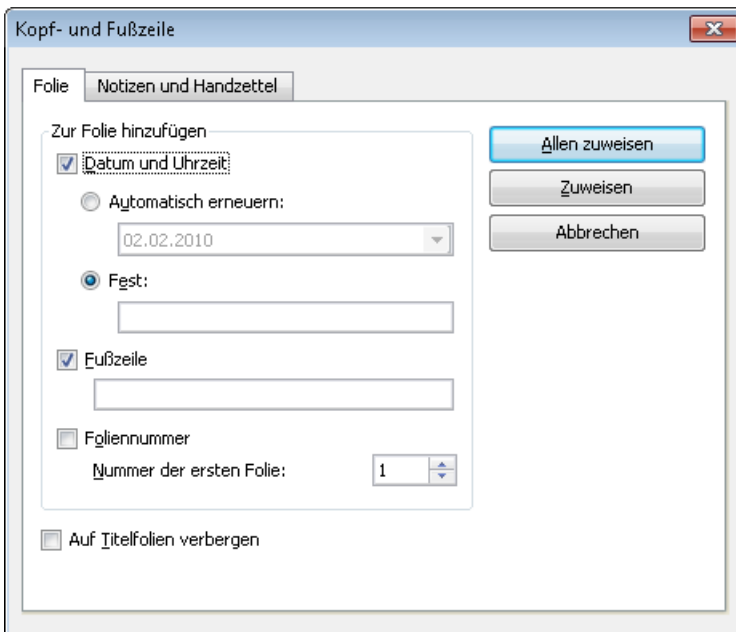 Kopf- und Fußzeile
Folie
Notizen und Handzettel
Zur Folie hinzufügen
Datum und Uhrzeit
Automatisch erneuern:
02.02.2010
Fest:
Fußzeile
Foliennummer
Nummer der ersten Folie: 1
Auf Titelfolien verbergen
Allen zuweisen
Zuweisen
Abbrechen